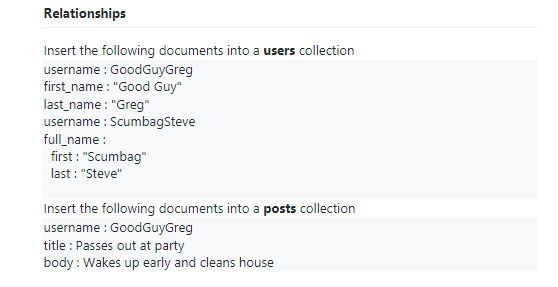 Relationships
Insert the following documents into a users collection
username : GoodGuyGreg
first_name : "Good Guy"
last_name : "Greg"
username : ScumbagSteve
full_name :
first : "Scumbag"
last : "Steve"
Insert the following documents into a posts collection
username : GoodGuyGreg
title : Passes out at party
body : Wakes up early and cleans house